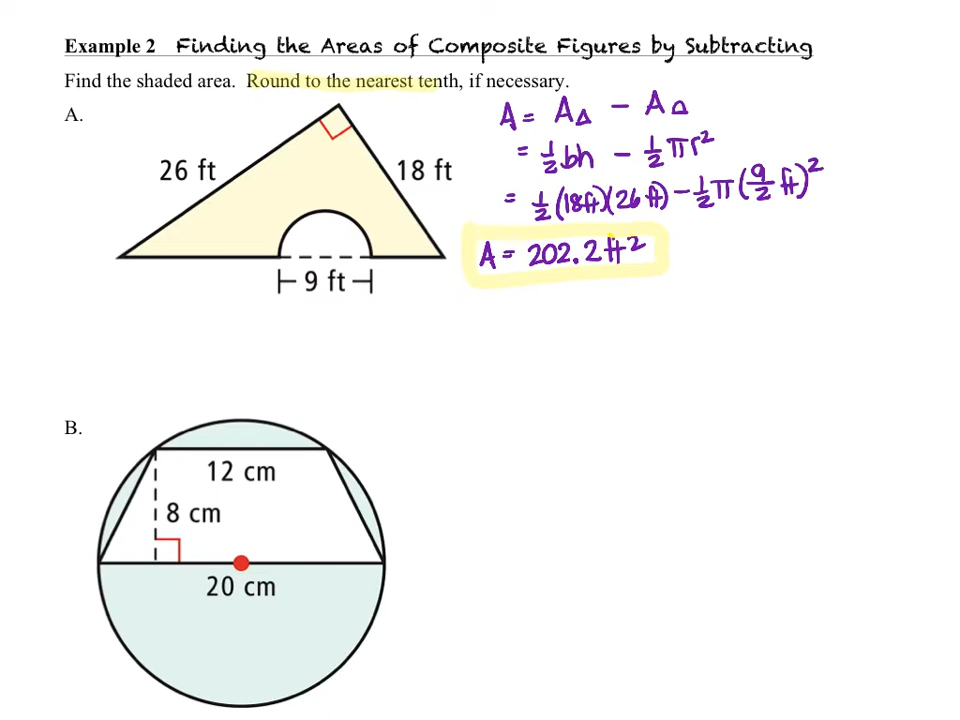 Example 2 Finding the Areas of Composite Figures by Subtracting
Find the shaded area. Round to the nearest tenth, if necessary.
A.
26 ft
18 ft
9 ft
A = A△ − A⌓
= ½bh − ½πr²
= ½(18ft)(26ft) − ½π(9/2 ft)²
A = 202.2ft²
B.
12 cm
8 cm
20 cm